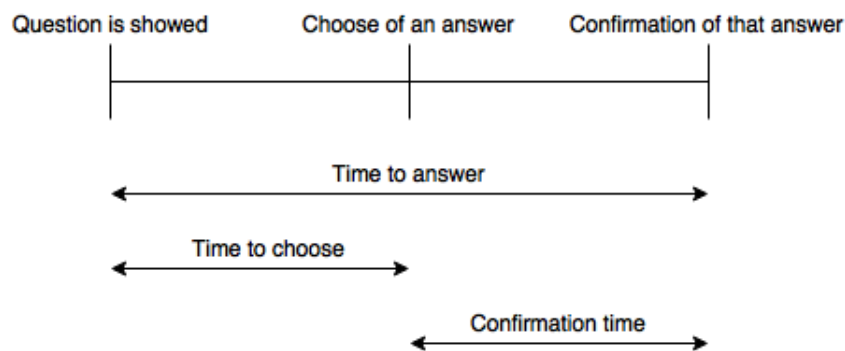 Question is showed
Choose of an answer
Confirmation of that answer
Time to answer
Time to choose
Confirmation time